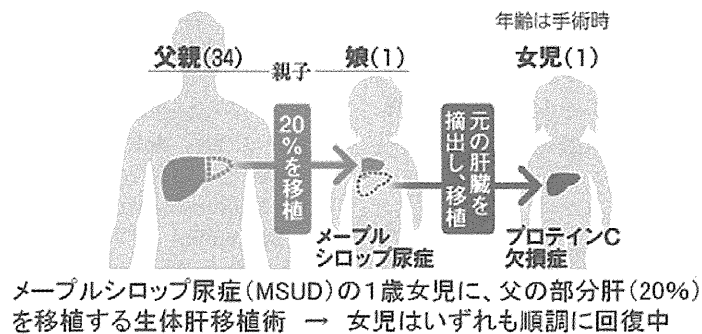 年齢は手術時
父親(34)
親子
娘(1)
女児(1)
20%を移植
元の肝臓を
摘出し、移植
メープル
シロップ尿症
プロテインC
欠損症
メープルシロップ尿症(MSUD)の1歳女児に、父の部分肝(20%)
を移植する生体肝移植術 → 女児はいずれも順調に回復中